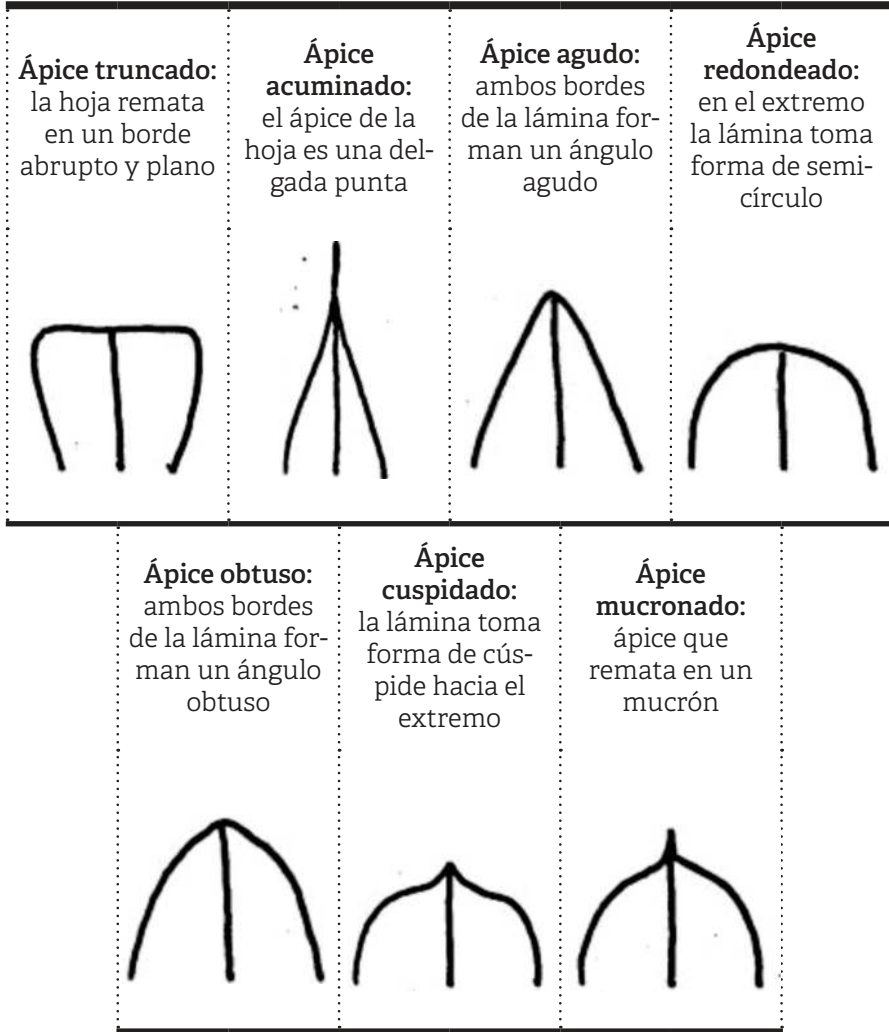 Ápice truncado:
la hoja remata
en un borde
abrupto y plano
Ápice
acuminado:
el ápice de la
hoja es una del-
gada punta
Ápice agudo:
ambos bordes
de la lámina for-
man un ángulo
agudo
Ápice
redondeado:
en el extremo
la lámina toma
forma de semi-
círculo
Ápice obtuso:
ambos bordes
de la lámina for-
man un ángulo
obtuso
Ápice
cuspidado:
la lámina toma
forma de cús-
pide hacia el
extremo
Ápice
mucronado:
ápice que
remata en un
mucrón